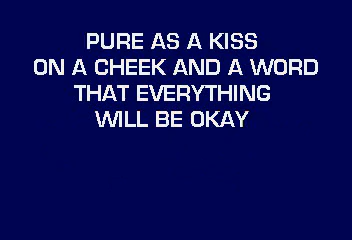 PURE AS A KISS
ON A CHEEK AND A WORD
THAT EVERYTHING
WILL BE OKAY